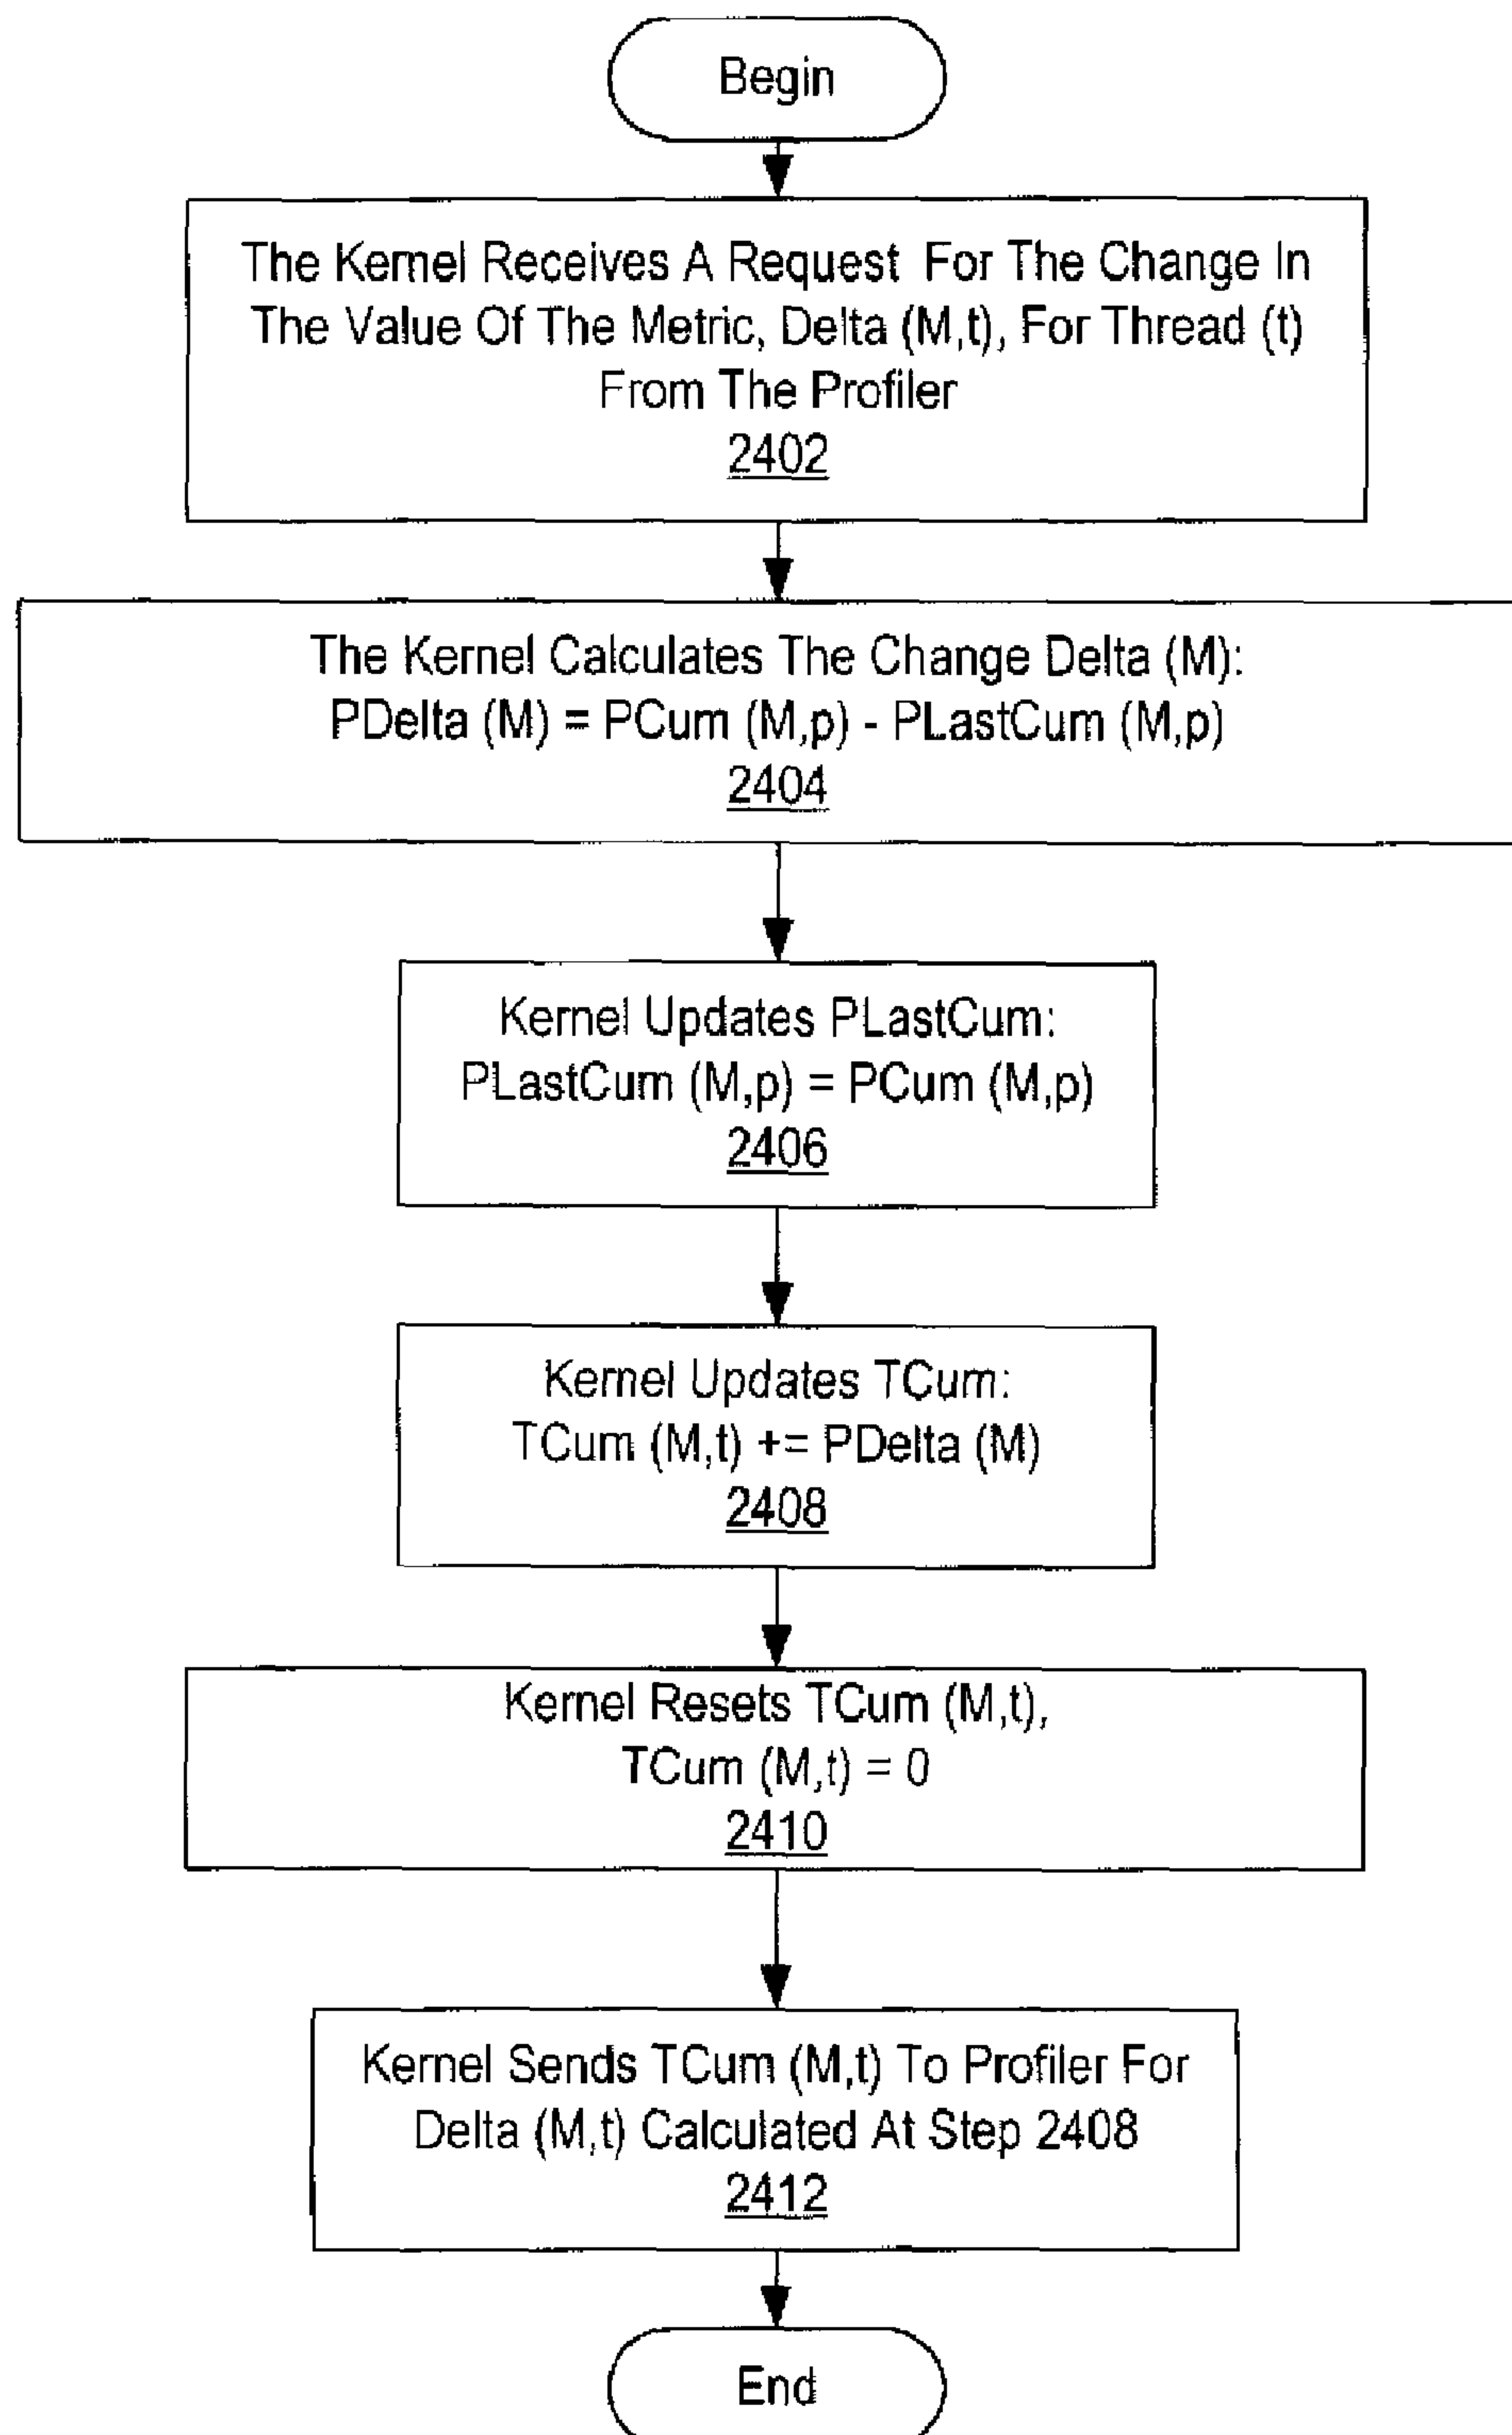 Begin
The Kernel Receives A Request For The Change In
The Value Of The Metric, Delta (M,t), For Thread (t)
From The Profiler
2402
The Kernel Calculates The Change Delta (M):
PDelta (M) = PCum (M,p) - PLastCum (M,p)
2404
Kernel Updates PLastCum:
PLastCum (M,p) = PCum (M,p)
2406
Kernel Updates TCum:
TCum (M,t) += PDelta (M)
2408
Kernel Resets TCum (M,t),
TCum (M,t) = 0
2410
Kernel Sends TCum (M,t) To Profiler For
Delta (M,t) Calculated At Step 2408
2412
End